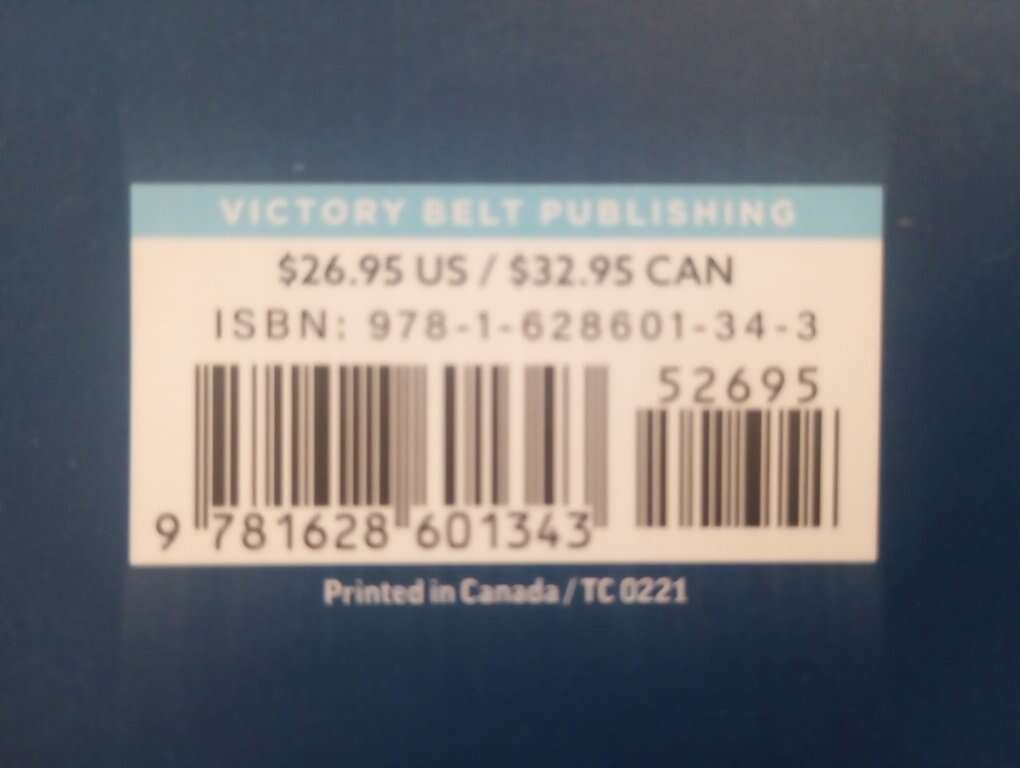 VICTORY BELT PUBLISHING
$26.95 US / $32.95 CAN
ISBN: 978-1-628601-34-3
52695
9 781628 601343
Printed in Canada / TC 0221